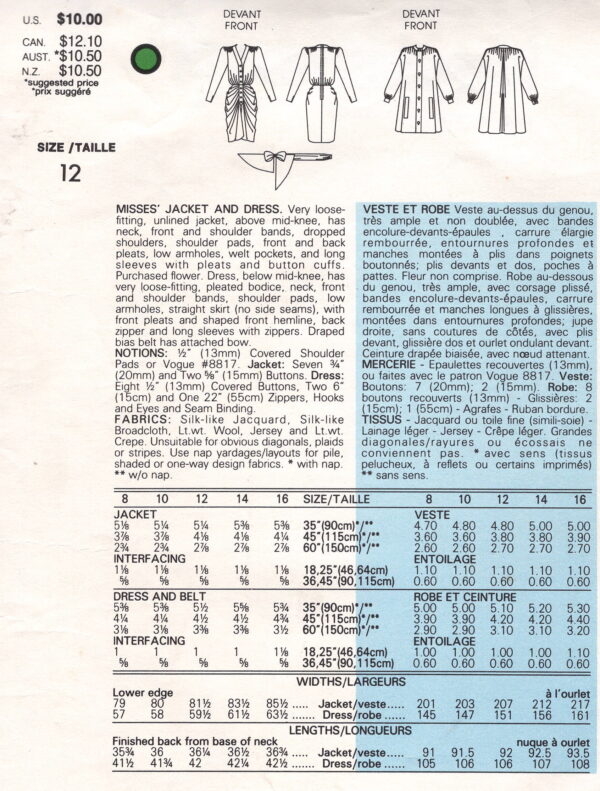 U.S. $10.00
CAN. $12.10
AUST. *$10.50
N.Z. $10.50
*suggested price
*prix suggéré
DEVANT
FRONT
DEVANT
FRONT
SIZE /TAILLE
12
MISSES' JACKET AND DRESS. Very loose-
fitting, unlined jacket, above mid-knee, has
neck, front and shoulder bands, dropped
shoulders, shoulder pads, front and back
pleats, low armholes, welt pockets, and long
sleeves with pleats and button cuffs.
Purchased flower. Dress, below mid-knee, has
very loose-fitting, pleated bodice, neck, front
and shoulder bands, shoulder pads, low
armholes, straight skirt (no side seams), with
front pleats and shaped front hemline, back
zipper and long sleeves with zippers. Draped
bias belt has attached bow.
NOTIONS: ½" (13mm) Covered Shoulder
Pads or Vogue #8817. Jacket: Seven ¾"
(20mm) and Two ⅝" (15mm) Buttons. Dress:
Eight ½" (13mm) Covered Buttons, Two 6"
(15cm) and One 22" (55cm) Zippers, Hooks
and Eyes and Seam Binding.
FABRICS: Silk-like Jacquard, Silk-like
Broadcloth, Lt.wt. Wool, Jersey and Lt.wt.
Crepe. Unsuitable for obvious diagonals, plaids
or stripes. Use nap yardages/layouts for pile,
shaded or one-way design fabrics. * with nap.
** w/o nap.
VESTE ET ROBE Veste au-dessus du genou,
très ample et non doublée, avec bandes
encolure-devants-épaules , carrure élargie
rembourrée, entournures profondes et
manches montées à plis dans poignets
boutonnés; plis devants et dos, poches à
pattes. Fleur non comprise. Robe au-dessous
du genou, très ample, avec corsage plissé,
bandes encolure-devants-épaules, carrure
rembourrée et manches longues à glissières,
montées dans entournures profondes; jupe
droite, sans coutures de côtés, avec plis
devant, glissière dos et ourlet ondulant devant.
Ceinture drapée biaisée, avec nœud attenant.
MERCERIE - Epaulettes recouvertes (13mm),
ou faites avec le patron Vogue 8817. Veste:
Boutons: 7 (20mm); 2 (15mm). Robe: 8
boutons recouverts (13mm) - Glissières: 2
(15cm); 1 (55cm) - Agrafes - Ruban bordure.
TISSUS - Jacquard ou toile fine (simili-soie) -
Lainage léger - Jersey - Crêpe léger. Grandes
diagonales/rayures ou écossais ne
conviennent pas. * avec sens (tissus
pelucheux, à reflets ou certains imprimés)
** sans sens.
8 10 12 14 16 SIZE/TAILLE 8 10 12 14 16
JACKET VESTE
5⅛ 5¼ 5¼ 5⅜ 5⅜ 35"(90cm)*/** 4.70 4.80 4.80 5.00 5.00
3⅞ 3⅞ 4⅛ 4⅛ 4¼ 45"(115cm)*/** 3.60 3.60 3.80 3.80 3.90
2¾ 2¾ 2⅞ 2⅞ 2⅞ 60"(150cm)*/** 2.60 2.60 2.70 2.70 2.70
INTERFACING ENTOILAGE
1⅛ 1⅛ 1⅛ 1⅛ 1⅛ 18,25"(46,64cm) 1.10 1.10 1.10 1.10 1.10
⅝ ⅝ ⅝ ⅝ ⅝ 36,45"(90,115cm) 0.60 0.60 0.60 0.60 0.60
DRESS AND BELT ROBE ET CEINTURE
5⅜ 5⅜ 5½ 5⅝ 5¾ 35"(90cm)*/** 5.00 5.00 5.10 5.20 5.30
4¼ 4¼ 4½ 4½ 4¾ 45"(115cm)*/** 3.90 3.90 4.20 4.20 4.40
3⅛ 3⅛ 3⅜ 3⅜ 3½ 60"(150cm)*/** 2.90 2.90 3.10 3.10 3.20
INTERFACING ENTOILAGE
1 1 1 1 1⅛ 18,25"(46,64cm) 1.00 1.00 1.00 1.00 1.10
⅝ ⅝ ⅝ ⅝ ⅝ 36,45"(90,115cm) 0.60 0.60 0.60 0.60 0.60
WIDTHS/LARGEURS
Lower edge à l'ourlet
79 80 81½ 83½ 85½ ..... Jacket/veste..... 201 203 207 212 217
57 58 59½ 61½ 63½ ....... Dress/robe ...... 145 147 151 156 161
LENGTHS/LONGUEURS
Finished back from base of neck nuque à ourlet
35¾ 36 36¼ 36½ 36¾ ..... Jacket/veste..... 91 91.5 92 92.5 93.5
41½ 41¾ 42 42¼ 42½ ....... Dress/robe ...... 105 106 106 107 108